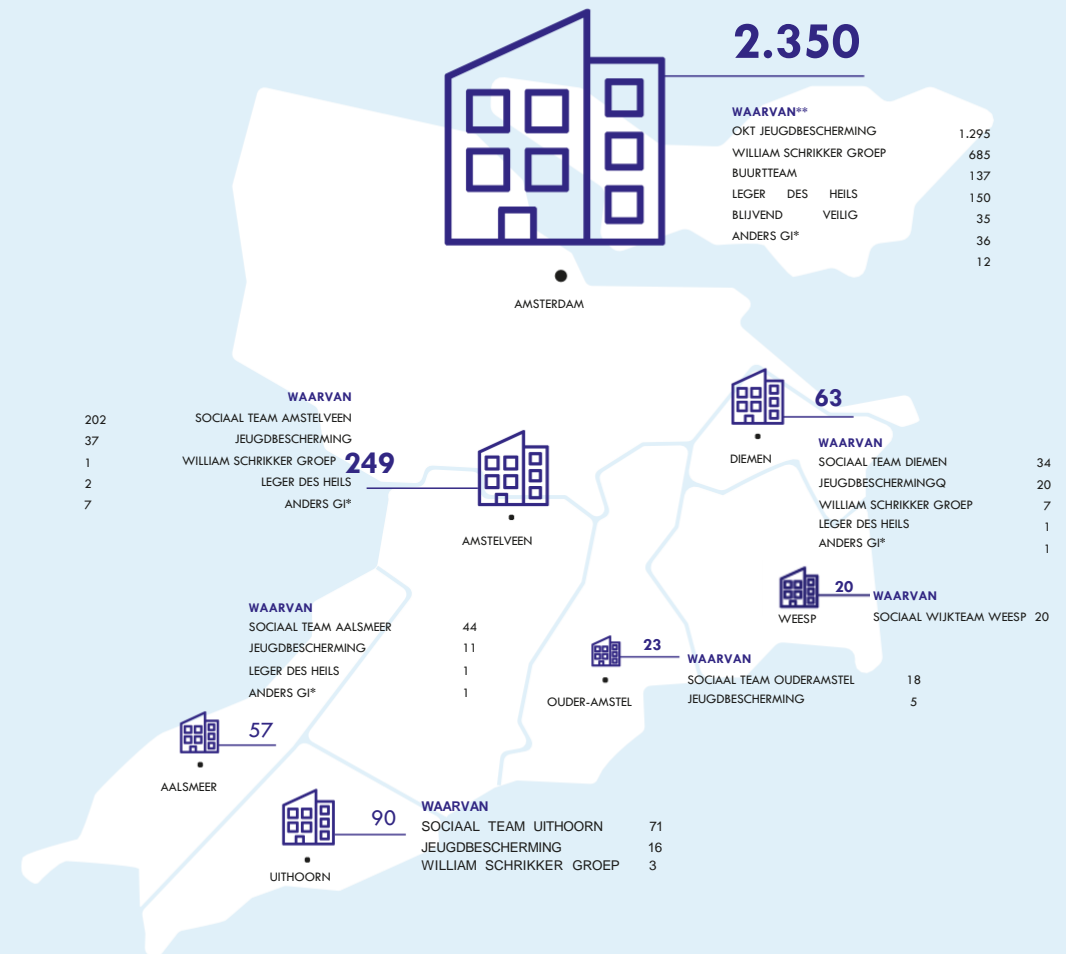 2.350
WAARVAN**
OKT JEUGDBESCHERMING 1.295
WILLIAM SCHRIKKER GROEP 685
BUURTTEAM 137
LEGER DES HEILS 150
BLIJVEND VEILIG 35
ANDERS GI* 36
12
AMSTERDAM
WAARVAN
202 SOCIAAL TEAM AMSTELVEEN
37 JEUGDBESCHERMING
1 WILLIAM SCHRIKKER GROEP 249
2 LEGER DES HEILS
7 ANDERS GI*
AMSTELVEEN
63
DIEMEN
WAARVAN
SOCIAAL TEAM DIEMEN 34
JEUGDBESCHERMINGQ 20
WILLIAM SCHRIKKER GROEP 7
LEGER DES HEILS 1
ANDERS GI* 1
20
WEESP
WAARVAN
SOCIAAL WIJKTEAM WEESP 20
23
OUDER-AMSTEL
WAARVAN
SOCIAAL TEAM OUDERAMSTEL 18
JEUGDBESCHERMING 5
WAARVAN
SOCIAAL TEAM AALSMEER 44
JEUGDBESCHERMING 11
LEGER DES HEILS 1
ANDERS GI* 1
57
AALSMEER
90
UITHOORN
WAARVAN
SOCIAAL TEAM UITHOORN 71
JEUGDBESCHERMING 16
WILLIAM SCHRIKKER GROEP 3